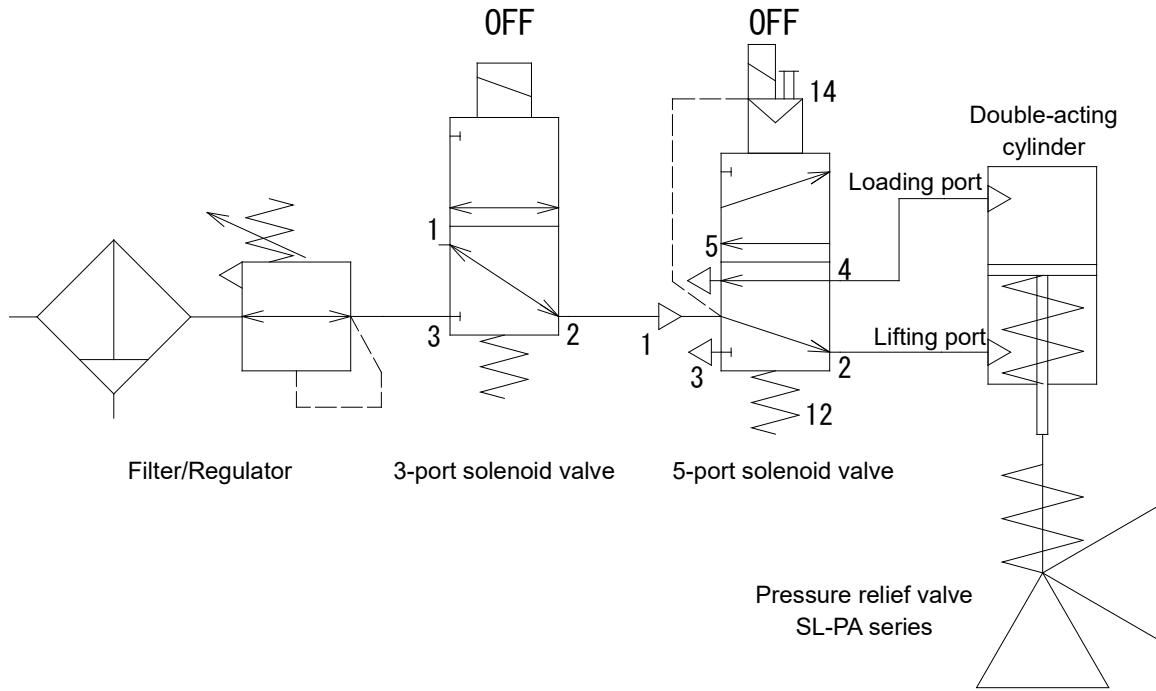 OFF
OFF
14
Double-acting
cylinder
Loading port
1
5
4
3
2
1
Lifting port
3
2
12
Filter/Regulator
3-port solenoid valve
5-port solenoid valve
Pressure relief valve
SL-PA series